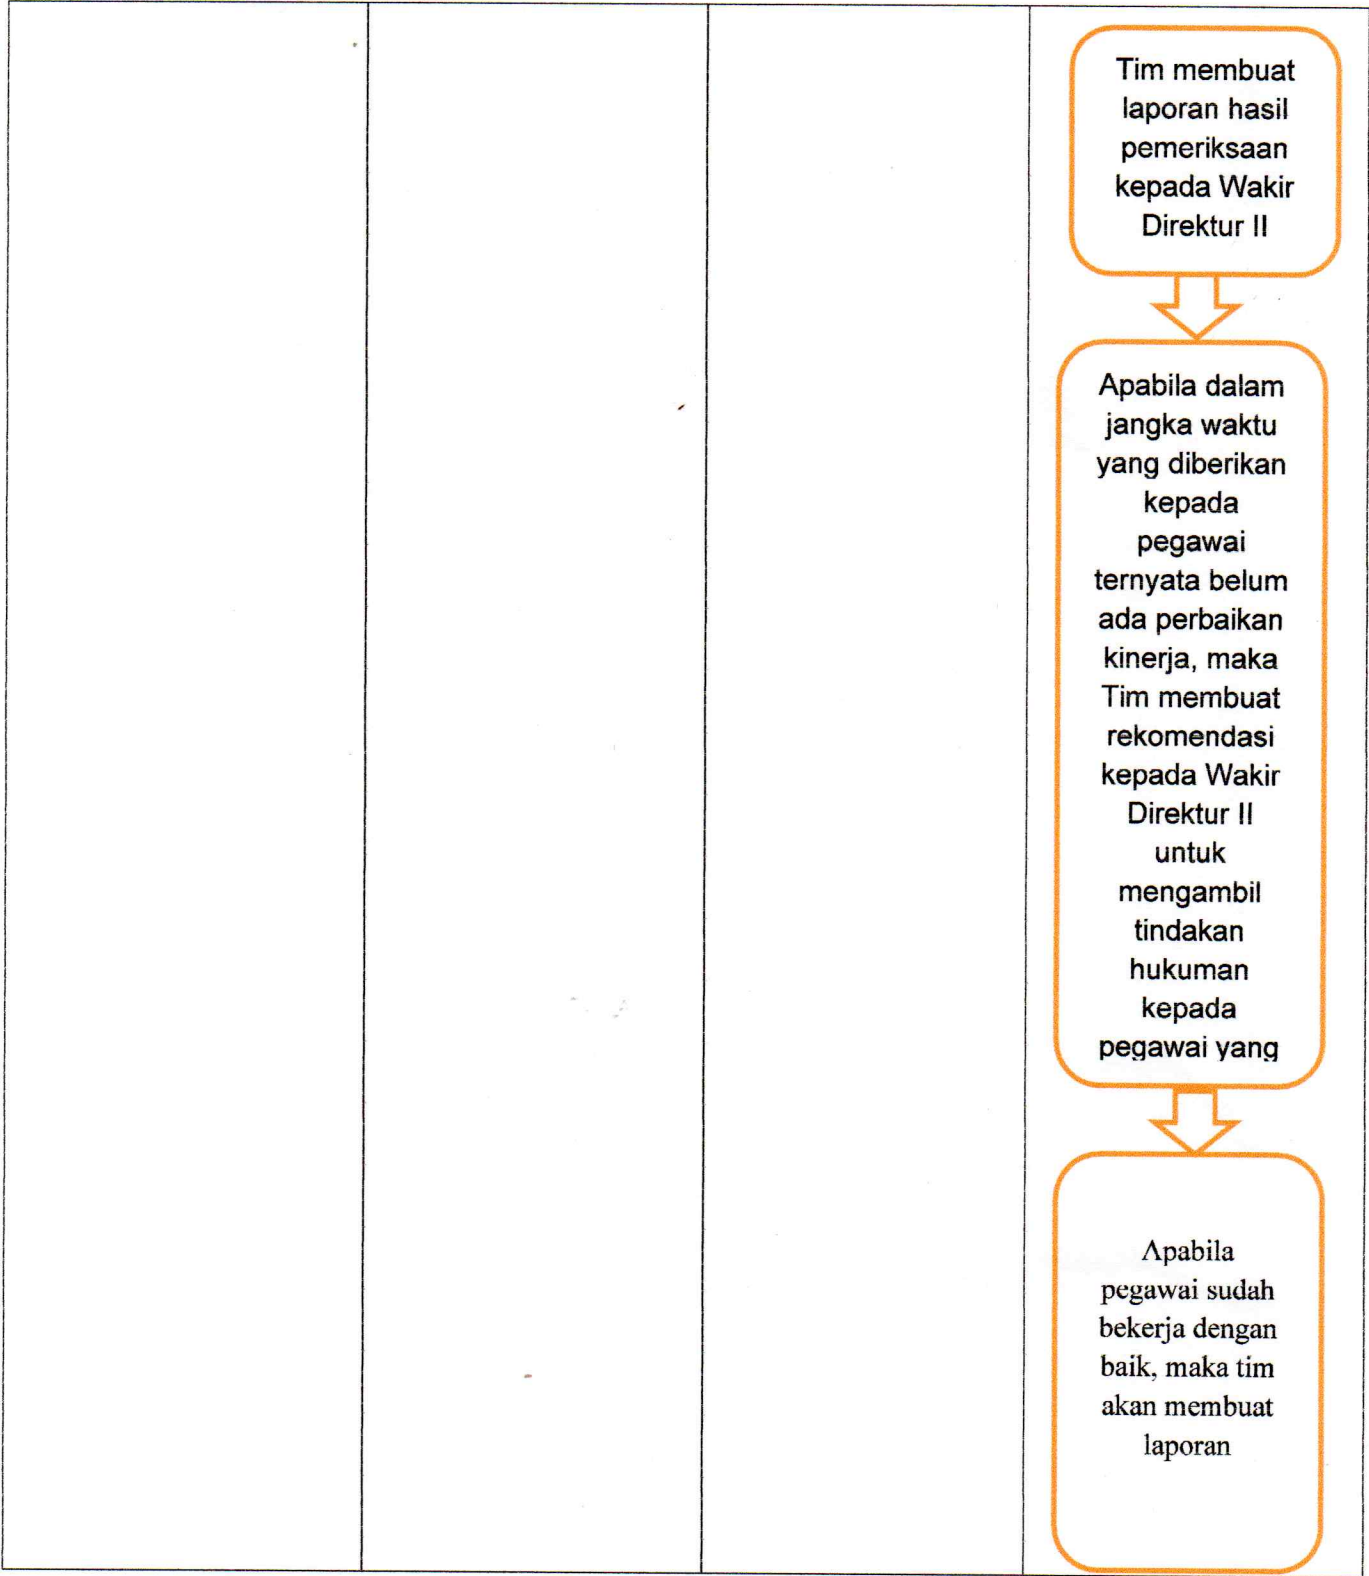 Tim membuat
laporan hasil
pemeriksaan
kepada Wakir
Direktur II
Apabila dalam
jangka waktu
yang diberikan
kepada
pegawai
ternyata belum
ada perbaikan
kinerja, maka
Tim membuat
rekomendasi
kepada Wakir
Direktur II
untuk
mengambil
tindakan
hukuman
kepada
pegawai yang
Apabila
pegawai sudah
bekerja dengan
baik, maka tim
akan membuat
laporan